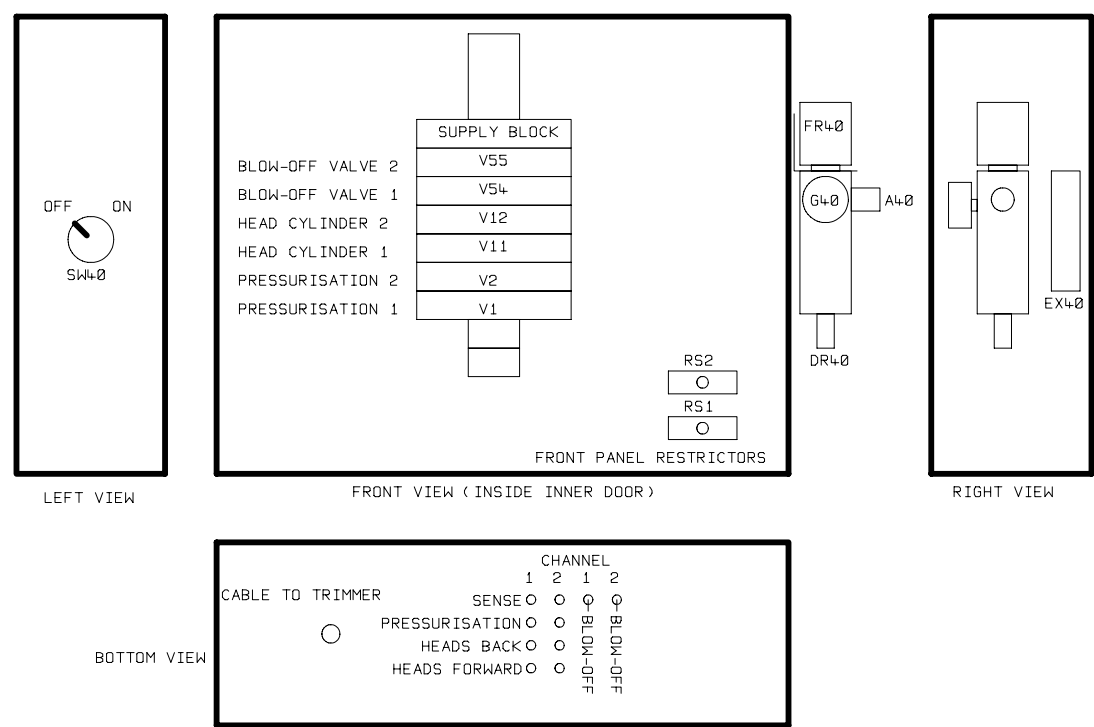 OFF ON
SW40
LEFT VIEW
SUPPLY BLOCK
BLOW-OFF VALVE 2 V55
BLOW-OFF VALVE 1 V54
HEAD CYLINDER 2 V12
HEAD CYLINDER 1 V11
PRESSURISATION 2 V2
PRESSURISATION 1 V1
RS2
RS1
FRONT PANEL RESTRICTORS
FRONT VIEW (INSIDE INNER DOOR)
FR40
G40 A40
DR40
EX40
RIGHT VIEW
CHANNEL
1 2 1 2
CABLE TO TRIMMER
SENSE
PRESSURISATION
HEADS BACK
HEADS FORWARD
BLOW-OFF
BLOW-OFF
BOTTOM VIEW